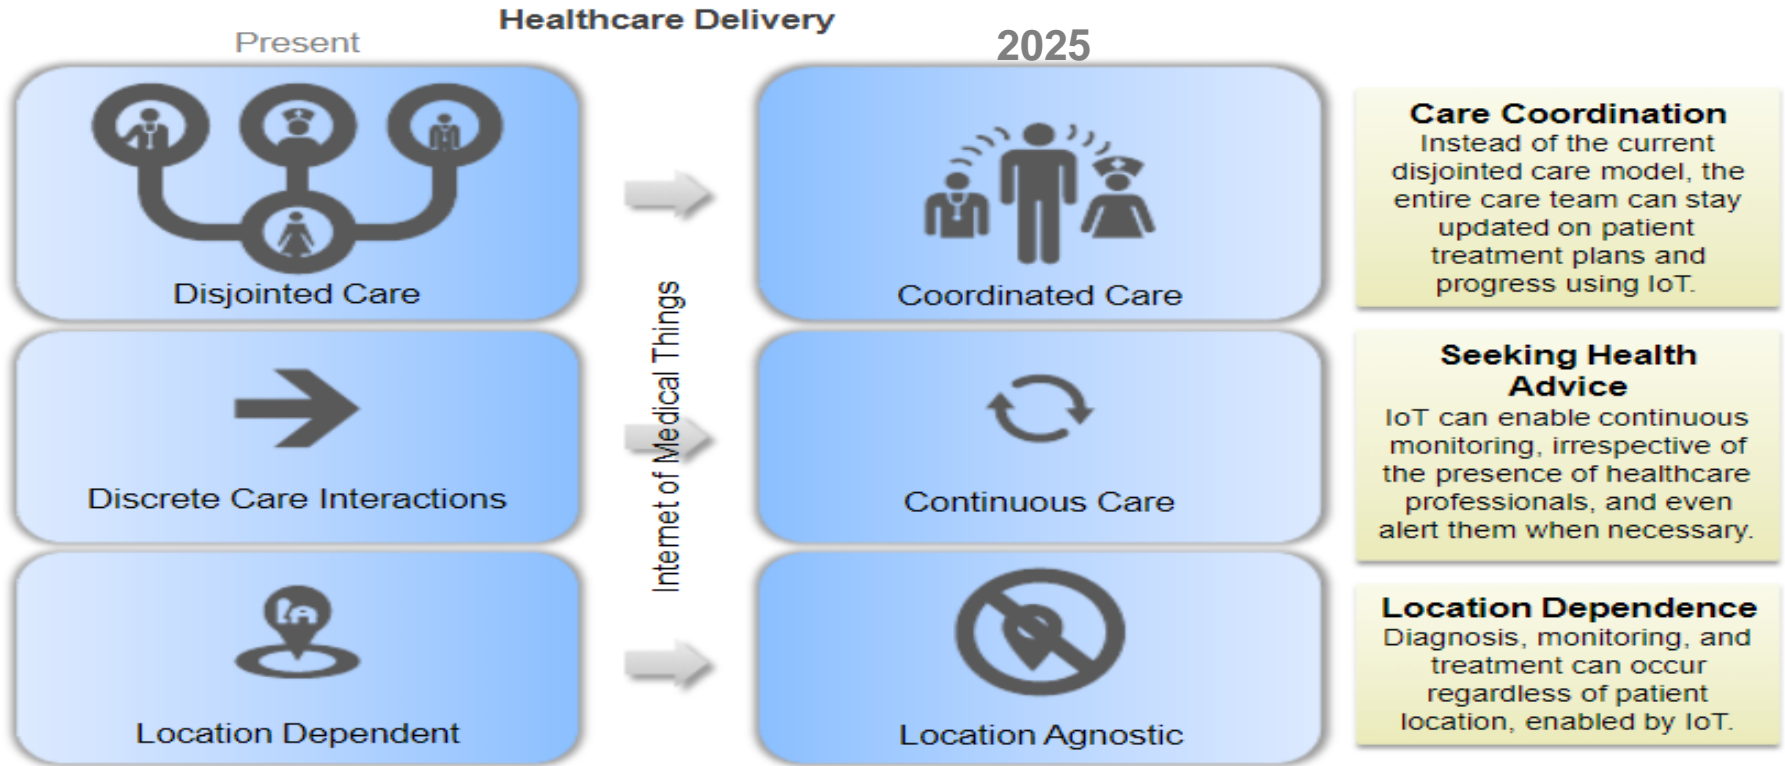 Healthcare Delivery
Present
2025
Disjointed Care
Coordinated Care
Care Coordination
Instead of the current
disjointed care model, the
entire care team can stay
updated on patient
treatment plans and
progress using IoT.
Internet of Medical Things
Discrete Care Interactions
Continuous Care
Seeking Health
Advice
IoT can enable continuous
monitoring, irrespective of
the presence of healthcare
professionals, and even
alert them when necessary.
Location Dependent
Location Agnostic
Location Dependence
Diagnosis, monitoring, and
treatment can occur
regardless of patient
location, enabled by IoT.